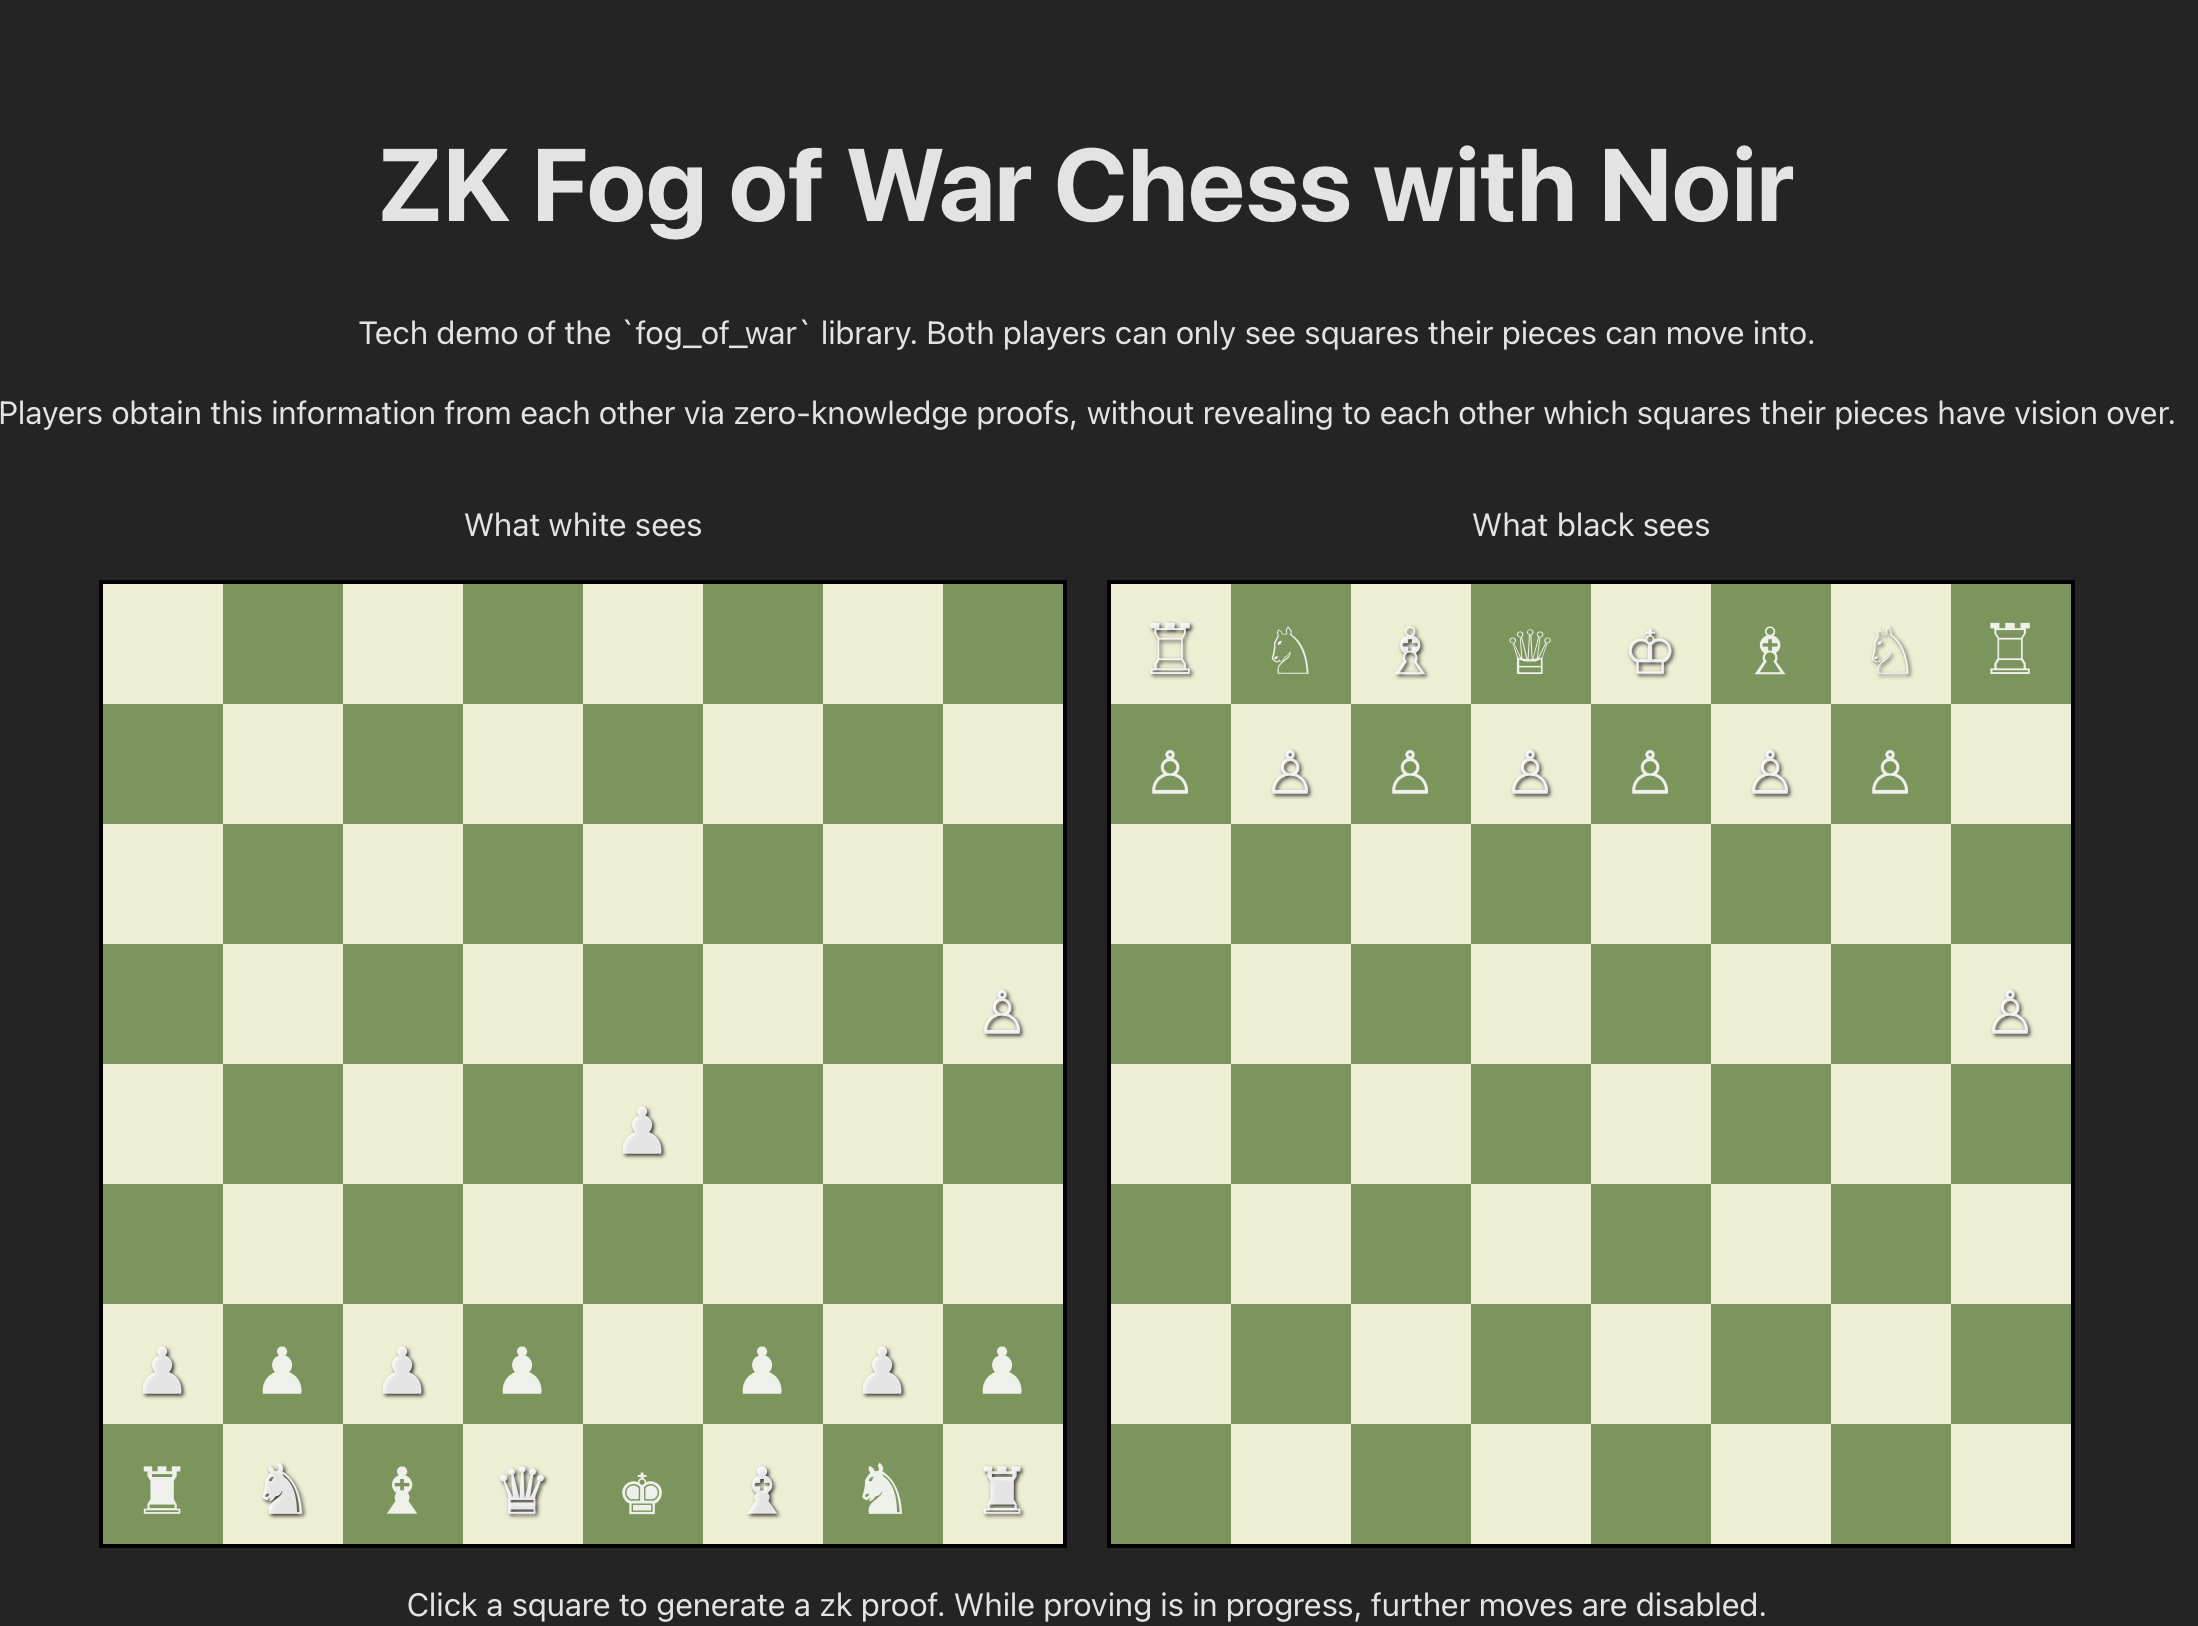 ZK Fog of War Chess with Noir
Tech demo of the `fog_of_war` library. Both players can only see squares their pieces can move into.
Players obtain this information from each other via zero-knowledge proofs, without revealing to each other which squares their pieces have vision over.
What white sees
What black sees
Click a square to generate a zk proof. While proving is in progress, further moves are disabled.